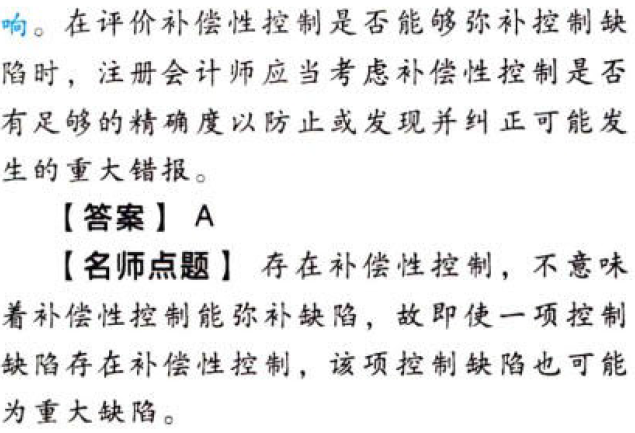 响。在评价补偿性控制是否能够弥补控制缺
陷时，注册会计师应当考虑补偿性控制是否
有足够的精确度以防止或发现并纠正可能发
生的重大错报。
【答案】 A
【名师点题】 存在补偿性控制，不意味
着补偿性控制能弥补缺陷，故即使一项控制
缺陷存在补偿性控制，该项控制缺陷也可能
为重大缺陷。